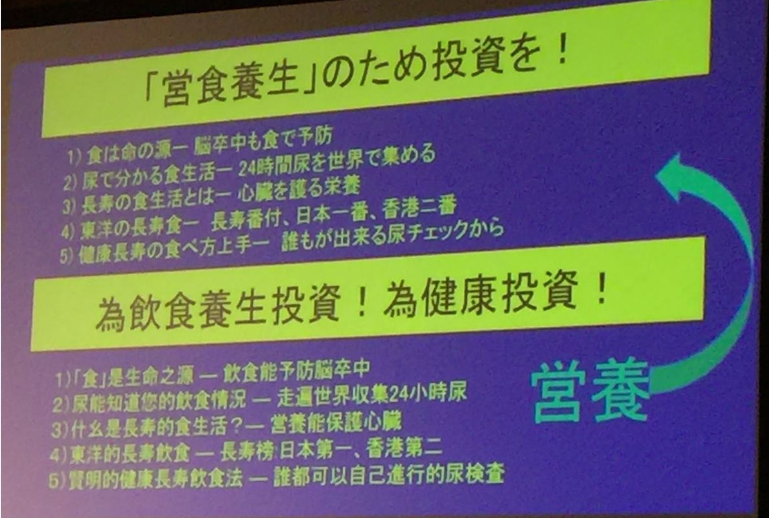 「営食養生」のため投資を！
1) 食は命の源ー 脳卒中も食で予防
2) 尿で分かる食生活ー 24時間尿を世界で集める
3) 長寿の食生活とはー 心臓を護る栄養
4) 東洋の長寿食ー 長寿番付、日本一番、香港二番
5) 健康長寿の食べ方上手ー 誰もが出来る尿チェックから
為飲食養生投資！為健康投資！
1)「食」是生命之源 ― 飲食能予防脳卒中
2)尿能知道您的飲食情況 ― 走遍世界収集24小時尿
3)什幺是長寿的食生活？― 営養能保護心臓
4)東洋的長寿飲食 ― 長寿榜 日本第一、香港第二
5)賢明的健康長寿飲食法 ― 誰都可以自己進行的尿検査
営養